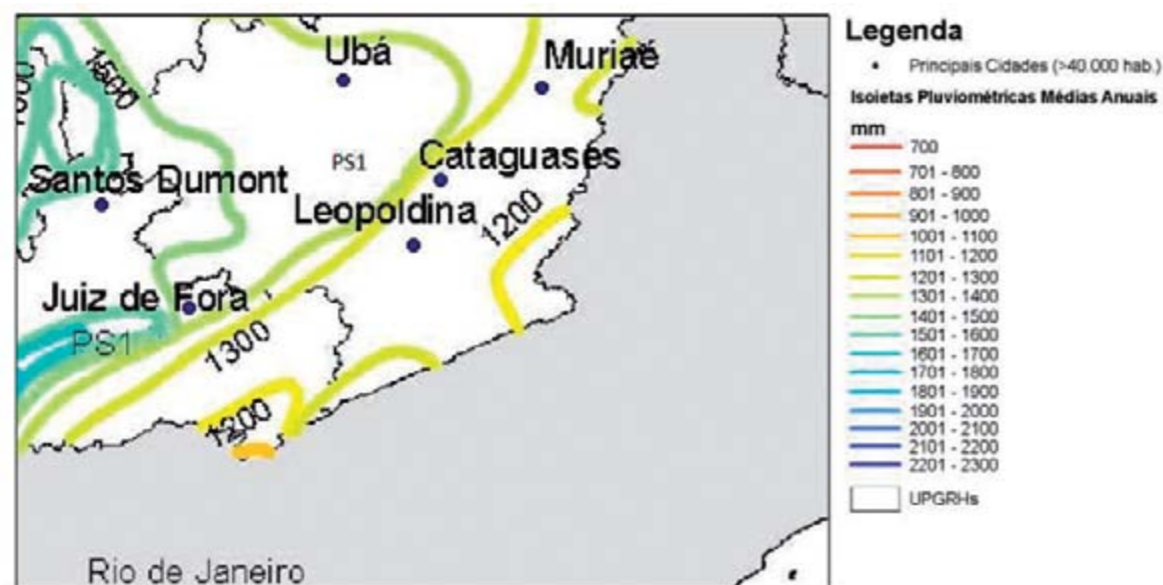 Ubá
Muriaé
1500
PS1
Cataguases
Santos Dumont
Leopoldina
1200
Juiz de Fora
PS1
1300
1200
Rio de Janeiro
Legenda
Principais Cidades (>40.000 hab.)
Isoietas Pluviométricas Médias Anuais
mm
700
701 - 800
801 - 900
901 - 1000
1001 - 1100
1101 - 1200
1201 - 1300
1301 - 1400
1401 - 1500
1501 - 1600
1601 - 1700
1701 - 1800
1801 - 1900
1901 - 2000
2001 - 2100
2101 - 2200
2201 - 2300
UPGRHs